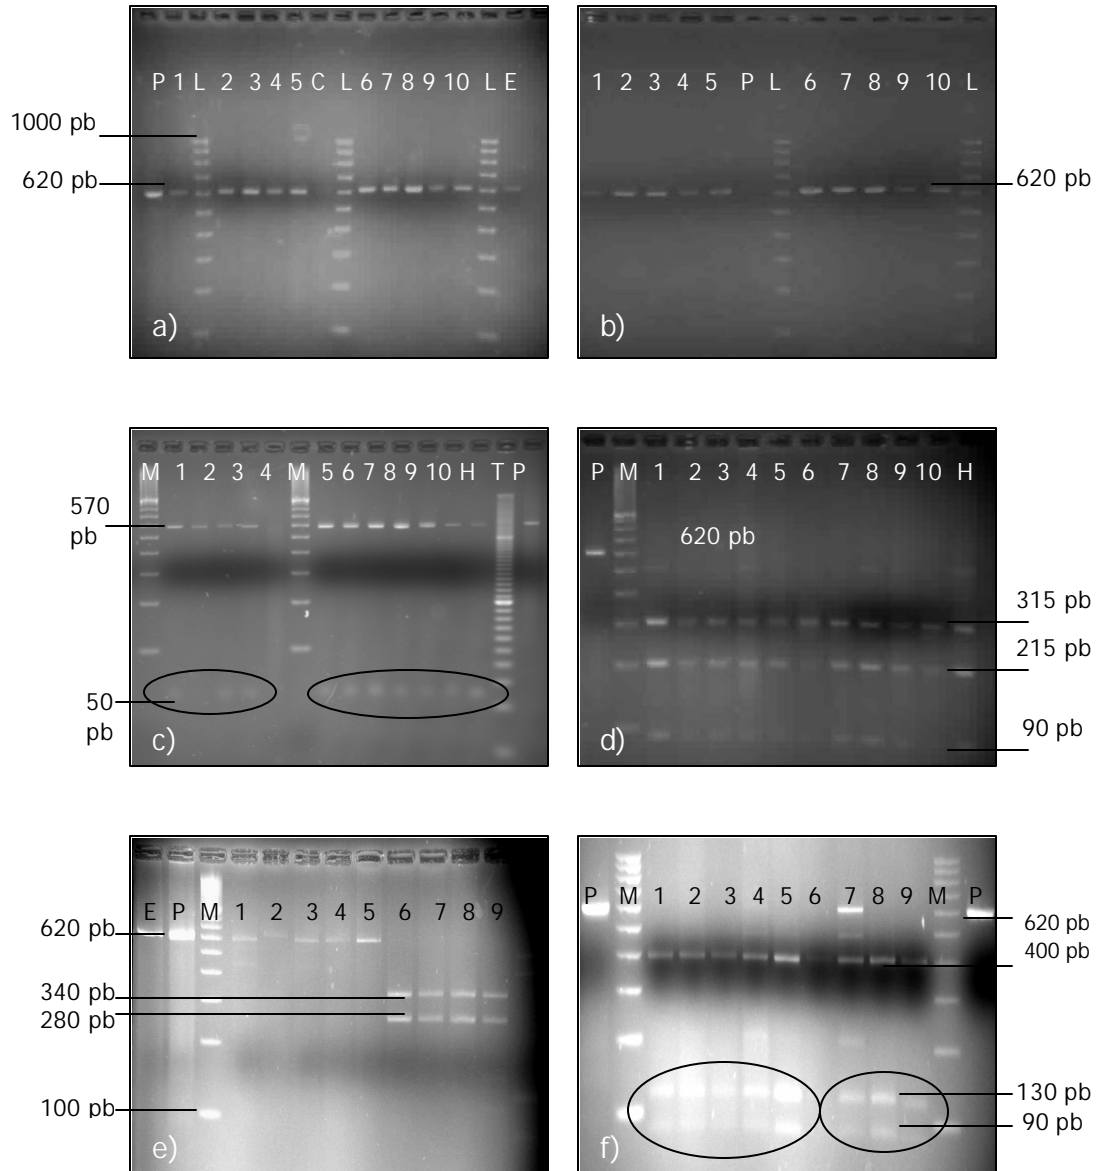 P 1 L 2 3 4 5 C L 6 7 8 9 10 L E
1000 pb
620 pb
a)
1 2 3 4 5 P L 6 7 8 9 10 L
620 pb
b)
M 1 2 3 4 M 5 6 7 8 9 10 H T P
570
pb
50
pb
c)
P M 1 2 3 4 5 6 7 8 9 10 H
620 pb
315 pb
215 pb
90 pb
d)
E P M 1 2 3 4 5 6 7 8 9
620 pb
340 pb
280 pb
100 pb
e)
P M 1 2 3 4 5 6 7 8 9 M P
620 pb
400 pb
130 pb
90 pb
f)